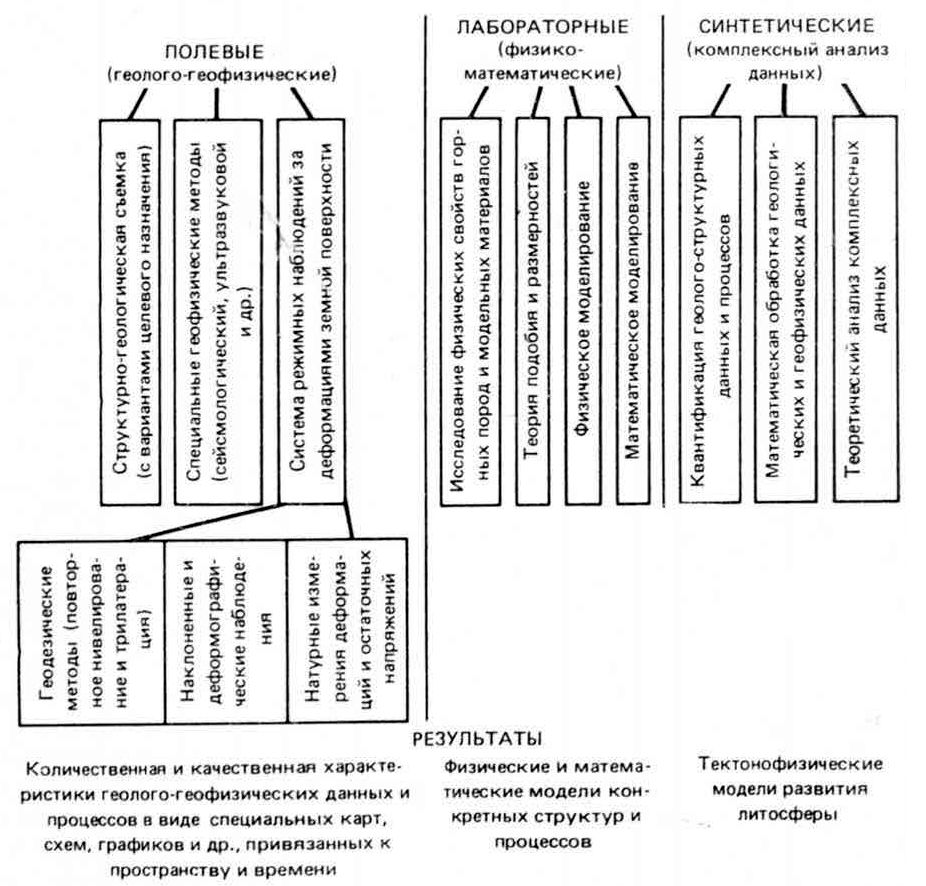 ПОЛЕВЫЕ
(геолого-геофизические)
Структурно-геологическая съемка
(с вариантами целевого назначения)
Специальные геофизические методы
(сейсмологический, ультразвуковой
и др.)
Система режимных наблюдений за
деформациями земной поверхности
Геодезические
методы (повтор-
ное нивелирова-
ние и трилатера-
ция)
Наклоненные и
деформографи-
ческие наблюде-
ния
Натурные изме-
рения деформа-
ций и остаточных
напряжений
ЛАБОРАТОРНЫЕ
(физико-
математические)
Исследование физических свойств гор-
ных пород и модельных материалов
Теория подобия и размерностей
Физическое моделирование
Математическое моделирование
СИНТЕТИЧЕСКИЕ
(комплексный анализ
данных)
Квантификация геолого-структурных
данных и процессов
Математическая обработка геологи-
ческих и геофизических данных
Теоретический анализ комплексных
данных
РЕЗУЛЬТАТЫ
Количественная и качественная характе-
ристики геолого-геофизических данных и
процессов в виде специальных карт,
схем, графиков и др., привязанных к
пространству и времени
Физические и матема-
тические модели кон-
кретных структур и
процессов
Тектонофизические
модели развития
литосферы